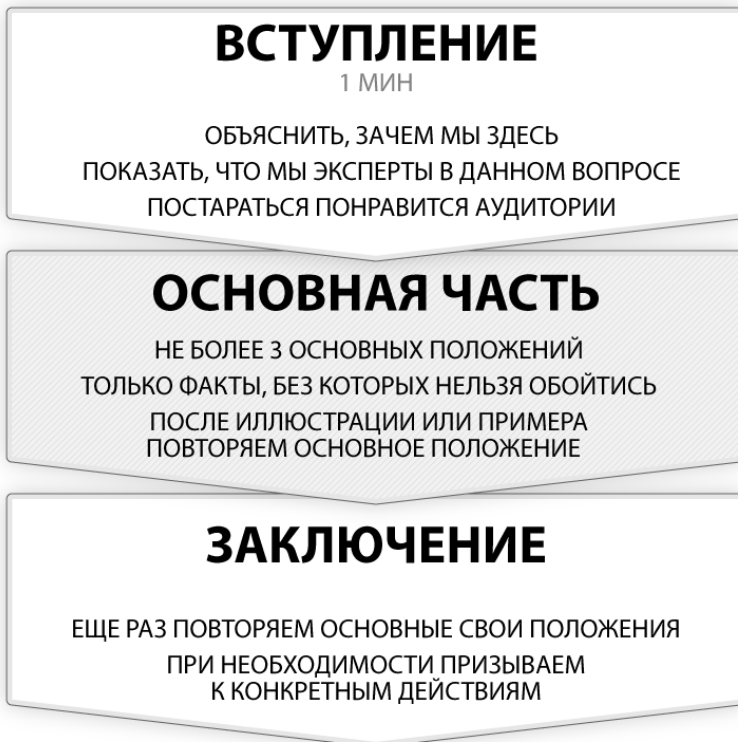 ВСТУПЛЕНИЕ
1 МИН
ОБЪЯСНИТЬ, ЗАЧЕМ МЫ ЗДЕСЬ
ПОКАЗАТЬ, ЧТО МЫ ЭКСПЕРТЫ В ДАННОМ ВОПРОСЕ
ПОСТАРАТЬСЯ ПОНРАВИТСЯ АУДИТОРИИ
ОСНОВНАЯ ЧАСТЬ
НЕ БОЛЕЕ 3 ОСНОВНЫХ ПОЛОЖЕНИЙ
ТОЛЬКО ФАКТЫ, БЕЗ КОТОРЫХ НЕЛЬЗЯ ОБОЙТИСЬ
ПОСЛЕ ИЛЛЮСТРАЦИИ ИЛИ ПРИМЕРА
ПОВТОРЯЕМ ОСНОВНОЕ ПОЛОЖЕНИЕ
ЗАКЛЮЧЕНИЕ
ЕЩЕ РАЗ ПОВТОРЯЕМ ОСНОВНЫЕ СВОИ ПОЛОЖЕНИЯ
ПРИ НЕОБХОДИМОСТИ ПРИЗЫВАЕМ
К КОНКРЕТНЫМ ДЕЙСТВИЯМ